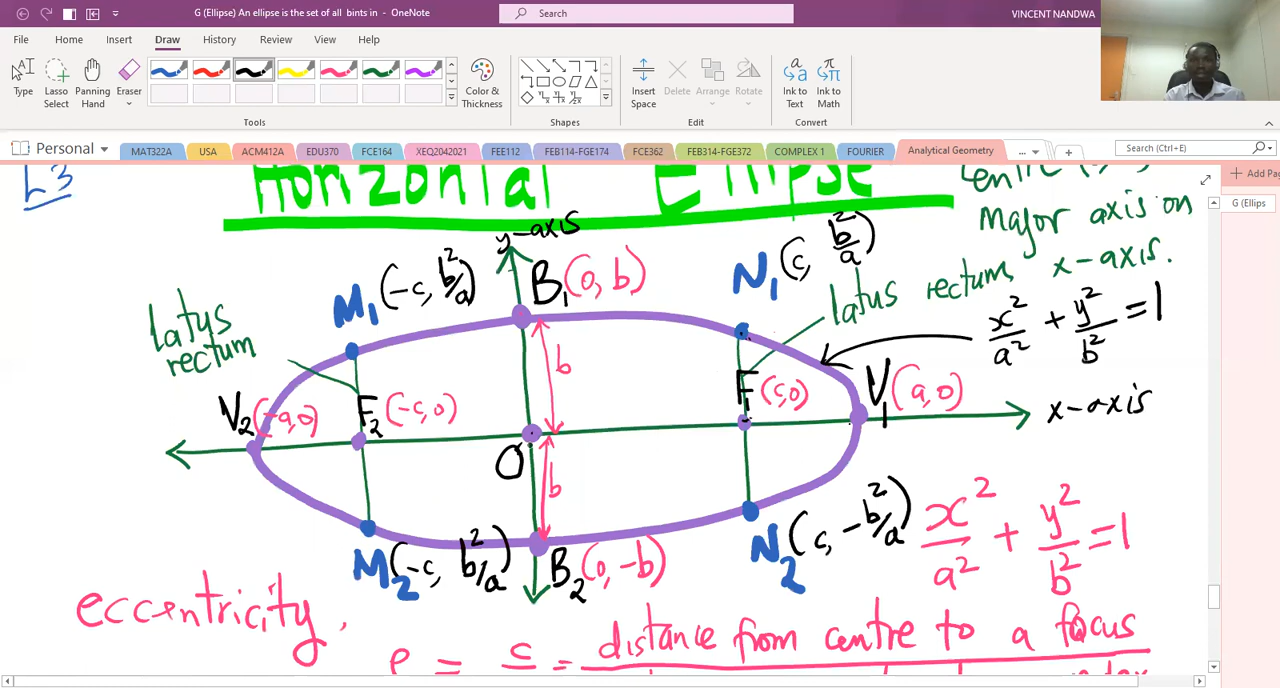 G (Ellipse) An ellipse is the set of all bints in - OneNote
Search
VINCENT NANDWA
File Home Insert Draw History Review View Help
Type
Lasso Select
Panning Hand
Eraser
Color & Thickness
Insert Space
Delete
Arrange
Rotate
Ink to Text
Ink to Math
Tools
Shapes
Edit
Convert
Personal
MAT322A USA ACM412A EDU370 FCE164 XEQ2042021 FEE112 FEB114-FGE174 FCE362 FEB314-FGE372 COMPLEX 1 FOURIER Analytical Geometry ...
Search (Ctrl+E)
Add Pag
G (Ellips
L3
Horizontal Ellipse
major axis on
x-axis.
y-axis
M₁(-c, b²/a)
B₁(0, b)
N₁(c, b²/a)
latus rectum
latus rectum
x²/a² + y²/b² = 1
V₂(-a,0)
F₂(-c,0)
b
F₁(c,0)
V₁(a,0)
x-axis
O
b
M₂(-c, b²/a)
B₂(0, -b)
N₂(c, -b²/a)
x²/a² + y²/b² = 1
eccentricity,
e = c = distance from centre to a focus